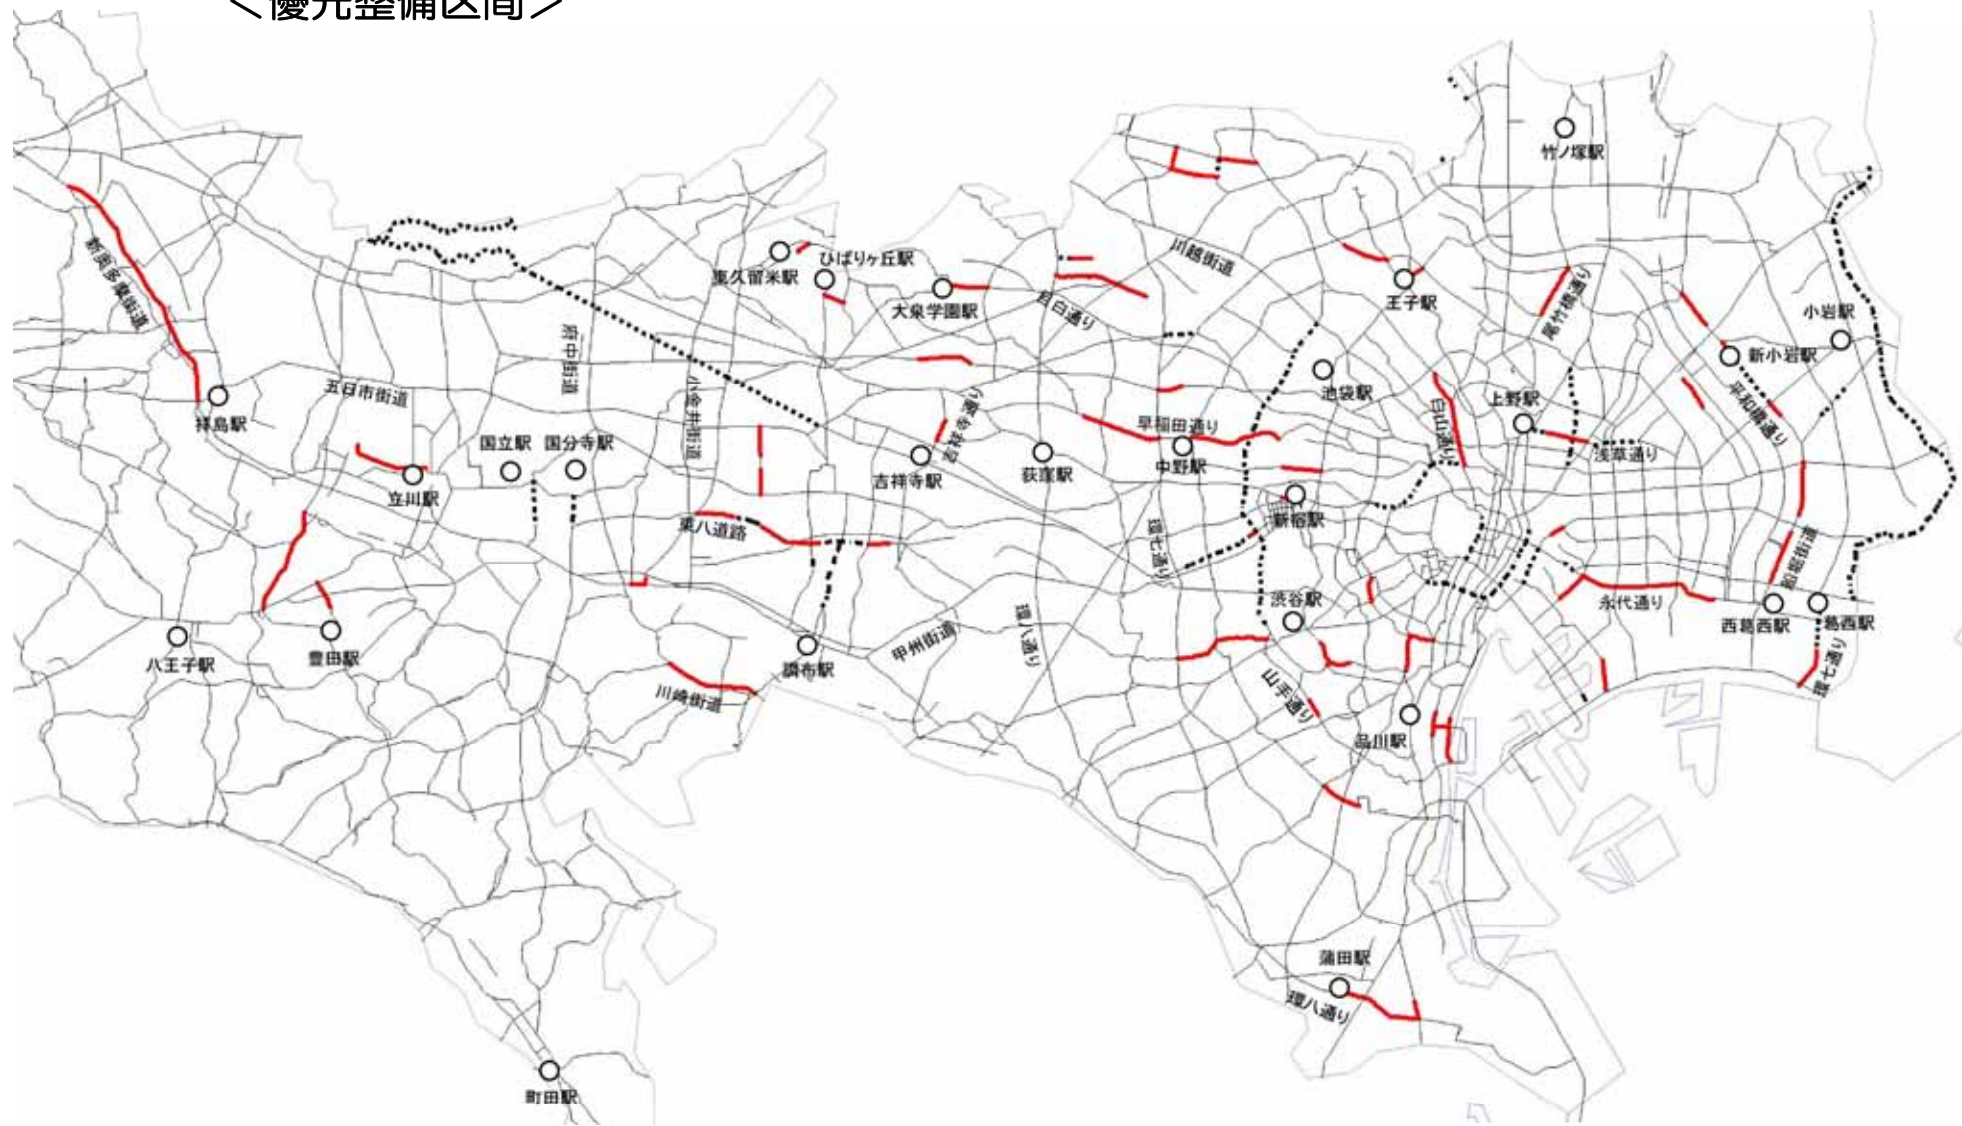 ＜優先整備区間＞
竹ノ塚駅
新奥多摩街道
東久留米駅
ひばりヶ丘駅
大泉学園駅
目白通り
川越街道
王子駅
尾竹橋通り
小岩駅
新小岩駅
平和橋通り
府中街道
小金井街道
五日市街道
拝島駅
立川駅
国立駅
国分寺駅
吉祥寺駅
吉祥寺通り
荻窪駅
早稲田通り
中野駅
池袋駅
白山通り
上野駅
浅草通り
新宿駅
東八道路
環七通り
渋谷駅
永代通り
船堀街道
西葛西駅
葛西駅
環七通り
八王子駅
豊田駅
川崎街道
調布駅
甲州街道
環八通り
山手通り
品川駅
蒲田駅
環八通り
町田駅